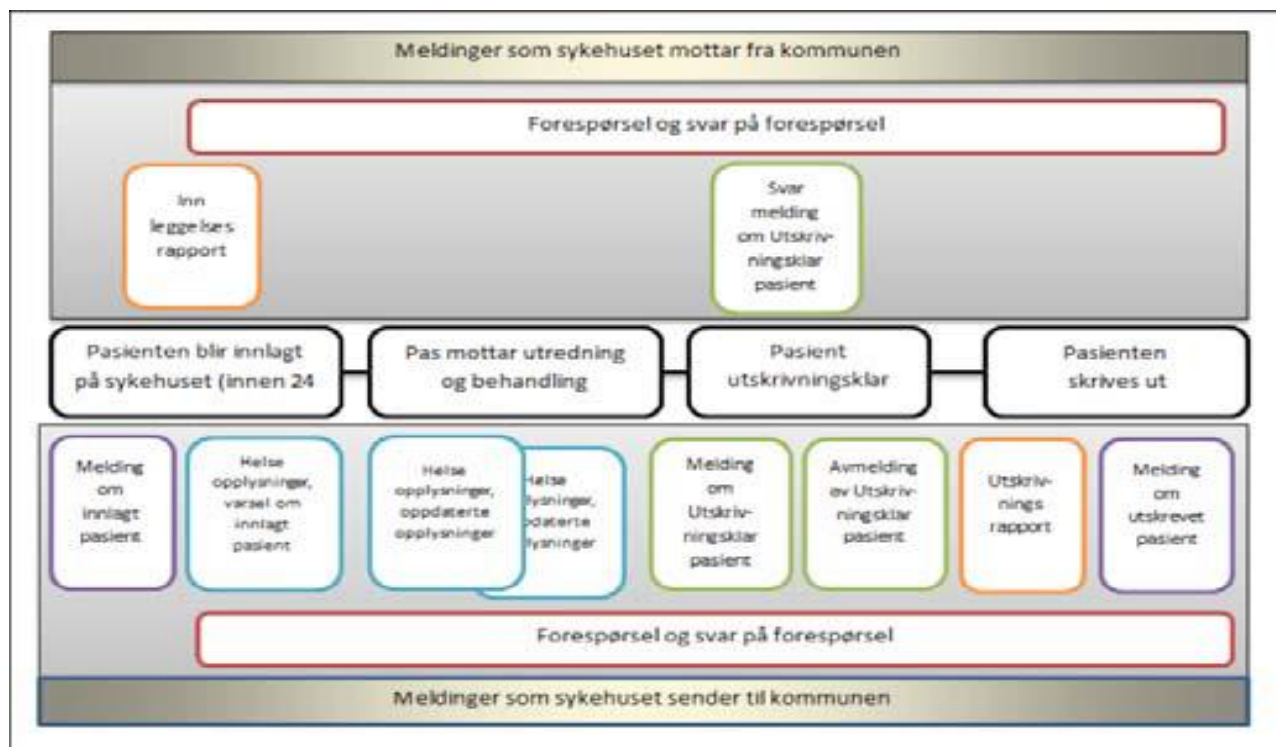 Meldinger som sykehuset mottar fra kommunen
Forespørsel og svar på forespørsel
Inn
leggelses
rapport
Svar
melding
om Utskriv-
ningsklar
pasient
Pasienten blir innlagt
på sykehuset (innen 24
Pas mottar utredning
og behandling
Pasient
utskrivningsklar
Pasienten
skrives ut
Melding
om
innlagt
pasient
Helse
opplysninger,
varsel om
innlagt
pasient
Helse
opplysninger,
oppdaterte
opplysninger
Helse
plysninger,
pdaterte
plysninger
Melding
om
Utskriv-
ningsklar
pasient
Avmelding
av Utskriv-
ningsklar
pasient
Utskriv-
nings
rapport
Melding
om
utskrevet
pasient
Forespørsel og svar på forespørsel
Meldinger som sykehuset sender til kommunen